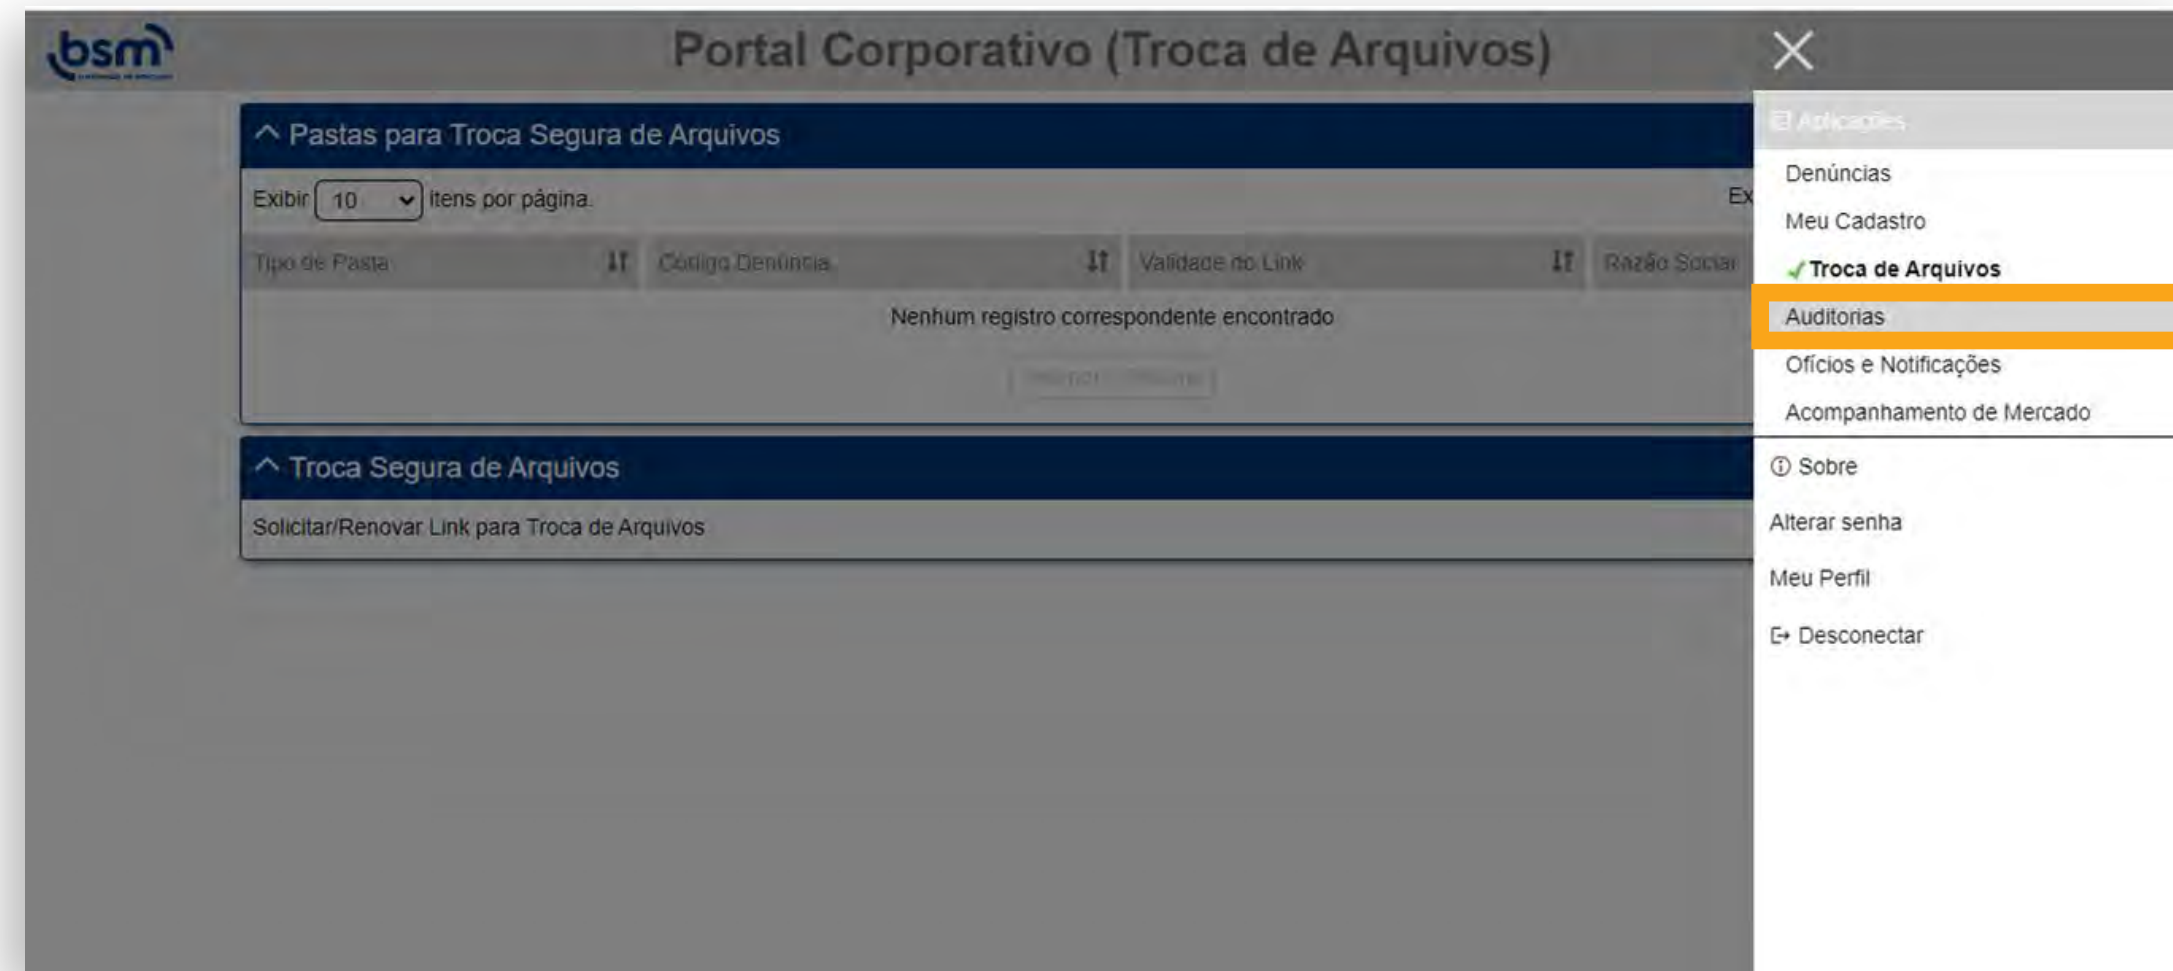 bsm
Portal Corporativo (Troca de Arquivos)
Pastas para Troca Segura de Arquivos
Exibir 10 itens por página.
Ex
Tipo de Pasta
Código Denúncia
Validade do Link
Razão Social
Nenhum registro correspondente encontrado
Troca Segura de Arquivos
Solicitar/Renovar Link para Troca de Arquivos
Aplicações
Denúncias
Meu Cadastro
Troca de Arquivos
Auditorias
Ofícios e Notificações
Acompanhamento de Mercado
Sobre
Alterar senha
Meu Perfil
Desconectar